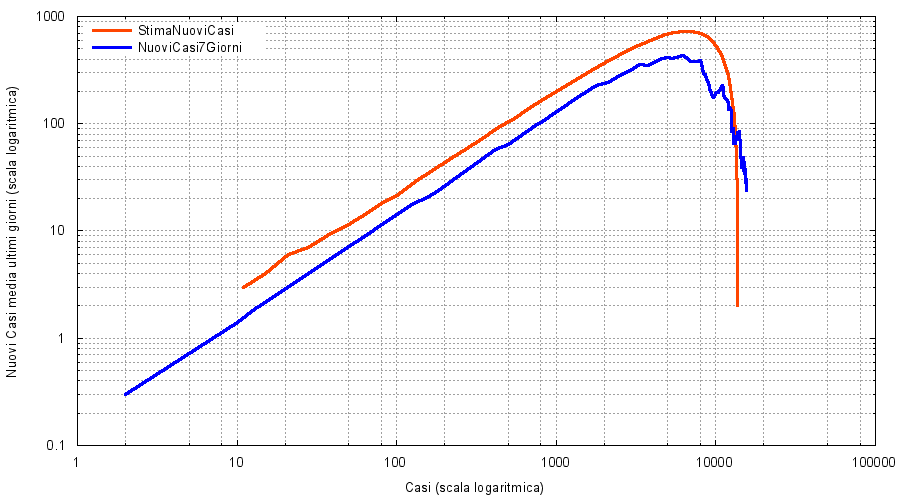 1000
StimaNuoviCasi
NuoviCasi7Giorni
100
10
1
0.1
Nuovi Casi media ultimi giorni (scala logaritmica)
1 10 100 1000 10000 100000
Casi (scala logaritmica)